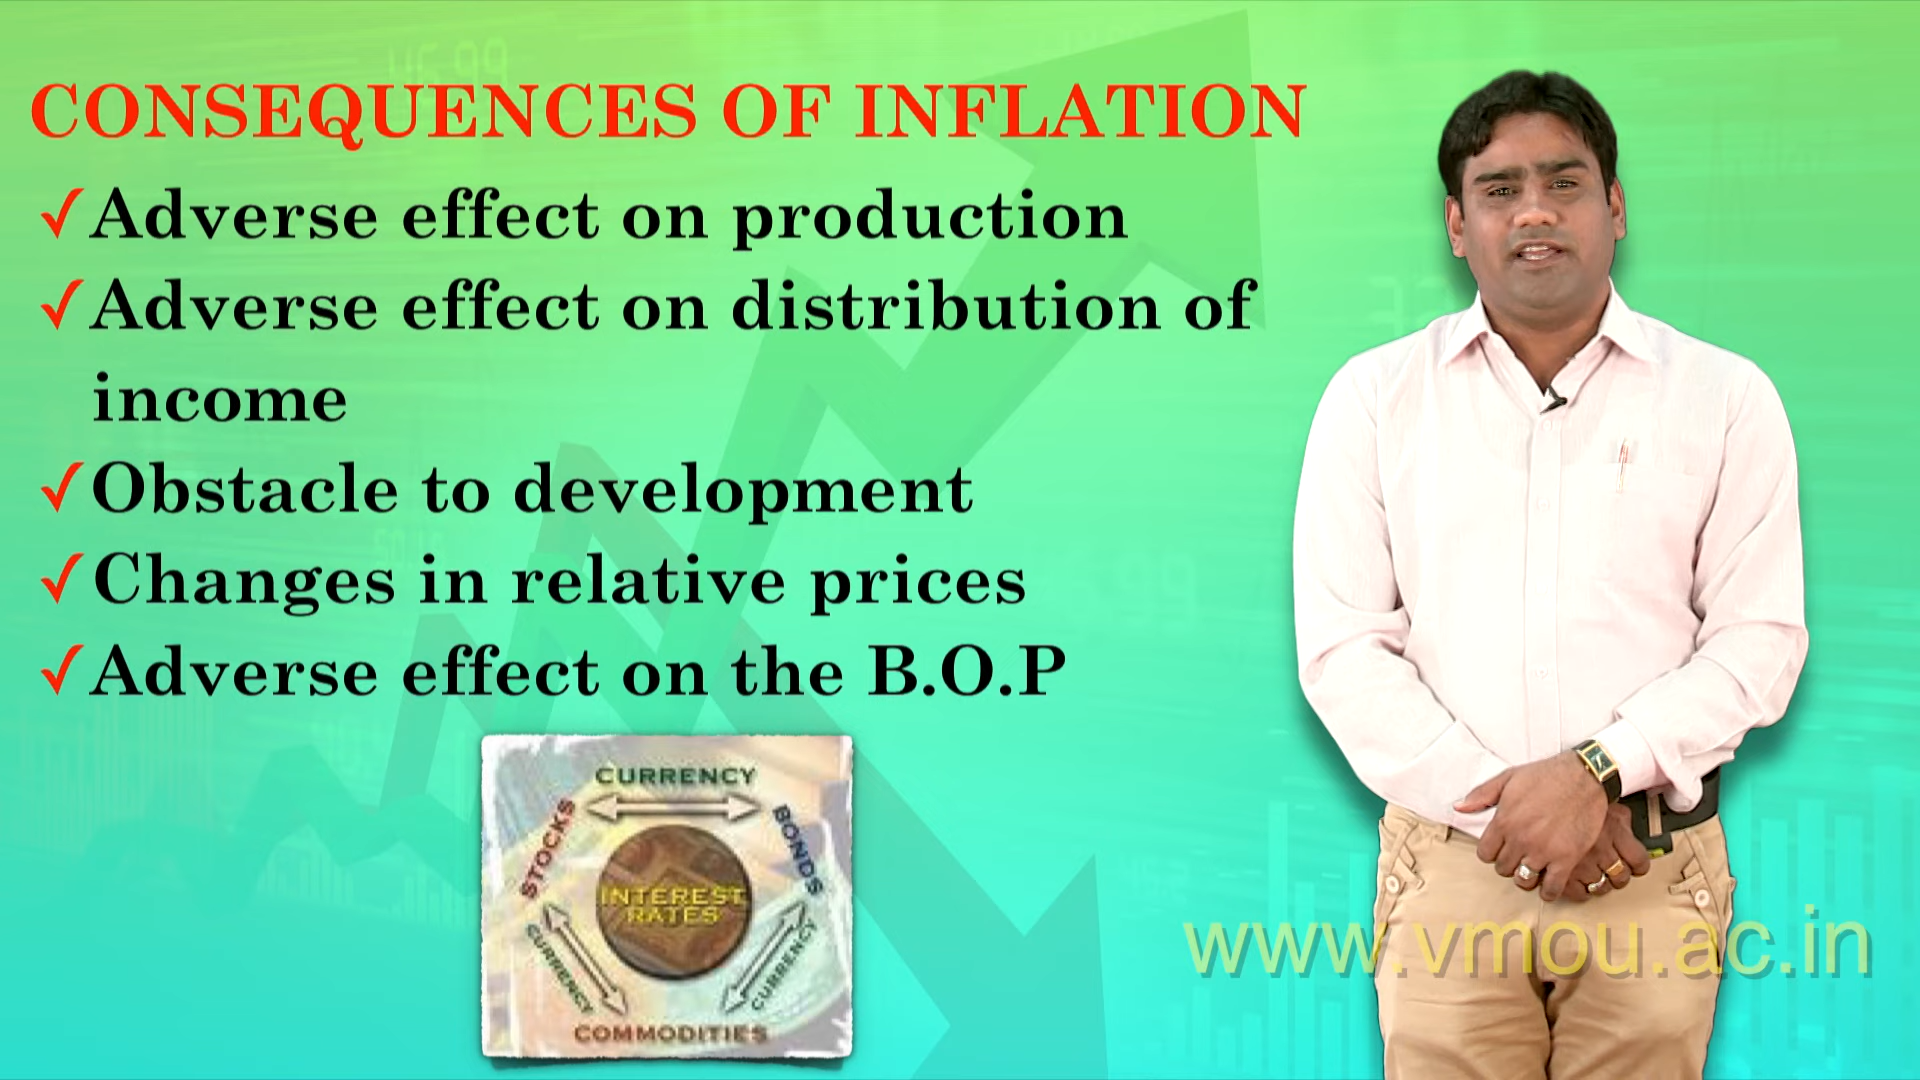 CONSEQUENCES OF INFLATION
✓Adverse effect on production
✓Adverse effect on distribution of
income
✓Obstacle to development
✓Changes in relative prices
✓Adverse effect on the B.O.P
CURRENCY
STOCKS
BONDS
INTEREST
RATES
CURRENCY
CURRENCY
COMMODITIES
www.vmou.ac.in